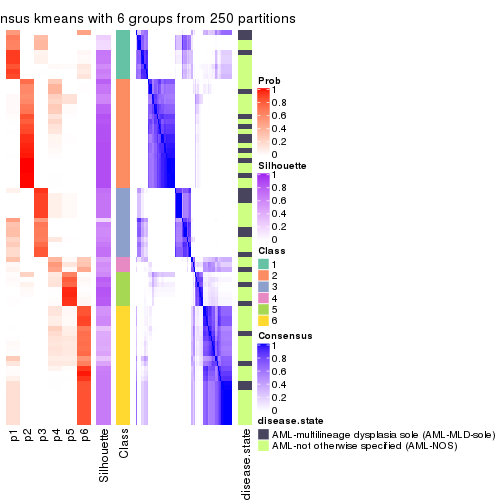 nsus kmeans with 6 groups from 250 partitions
Prob
1
0.8
0.6
0.4
0.2
0
Silhouette
1
0.8
0.6
0.4
0.2
0
Class
1
2
3
4
5
6
Consensus
1
0.8
0.6
0.4
0.2
0
disease.state
AML-multilineage dysplasia sole (AML-MLD-sole)
AML-not otherwise specified (AML-NOS)
p1
p2
p3
p4
p5
p6
Silhouette
Class
disease.state